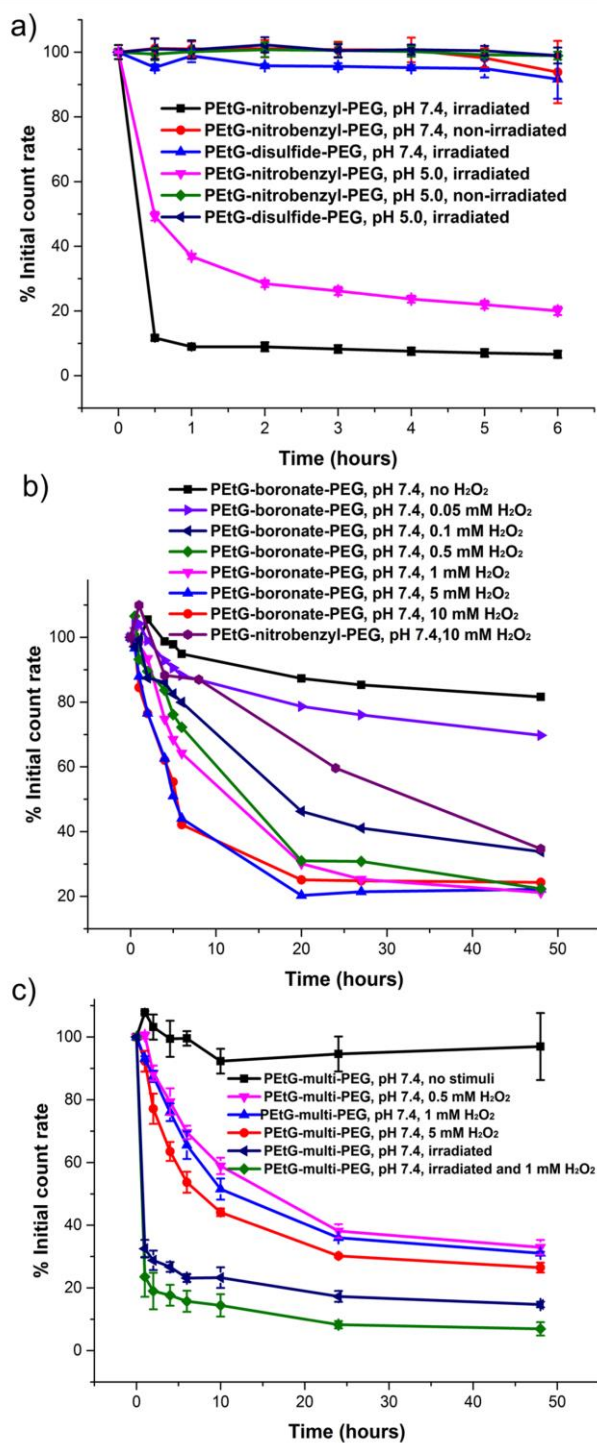 a)
100
80
60
40
20
0
% Initial count rate
PEtG-nitrobenzyl-PEG, pH 7.4, irradiated
PEtG-nitrobenzyl-PEG, pH 7.4, non-irradiated
PEtG-disulfide-PEG, pH 7.4, irradiated
PEtG-nitrobenzyl-PEG, pH 5.0, irradiated
PEtG-nitrobenzyl-PEG, pH 5.0, non-irradiated
PEtG-disulfide-PEG, pH 5.0, irradiated
0 1 2 3 4 5 6
Time (hours)
b)
PEtG-boronate-PEG, pH 7.4, no H₂O₂
PEtG-boronate-PEG, pH 7.4, 0.05 mM H₂O₂
PEtG-boronate-PEG, pH 7.4, 0.1 mM H₂O₂
PEtG-boronate-PEG, pH 7.4, 0.5 mM H₂O₂
PEtG-boronate-PEG, pH 7.4, 1 mM H₂O₂
PEtG-boronate-PEG, pH 7.4, 5 mM H₂O₂
PEtG-boronate-PEG, pH 7.4, 10 mM H₂O₂
PEtG-nitrobenzyl-PEG, pH 7.4,10 mM H₂O₂
100
80
60
40
20
% Initial count rate
0 10 20 30 40 50
Time (hours)
c)
100
80
60
40
20
0
% Initial count rate
PEtG-multi-PEG, pH 7.4, no stimuli
PEtG-multi-PEG, pH 7.4, 0.5 mM H₂O₂
PEtG-multi-PEG, pH 7.4, 1 mM H₂O₂
PEtG-multi-PEG, pH 7.4, 5 mM H₂O₂
PEtG-multi-PEG, pH 7.4, irradiated
PEtG-multi-PEG, pH 7.4, irradiated and 1 mM H₂O₂
0 10 20 30 40 50
Time (hours)